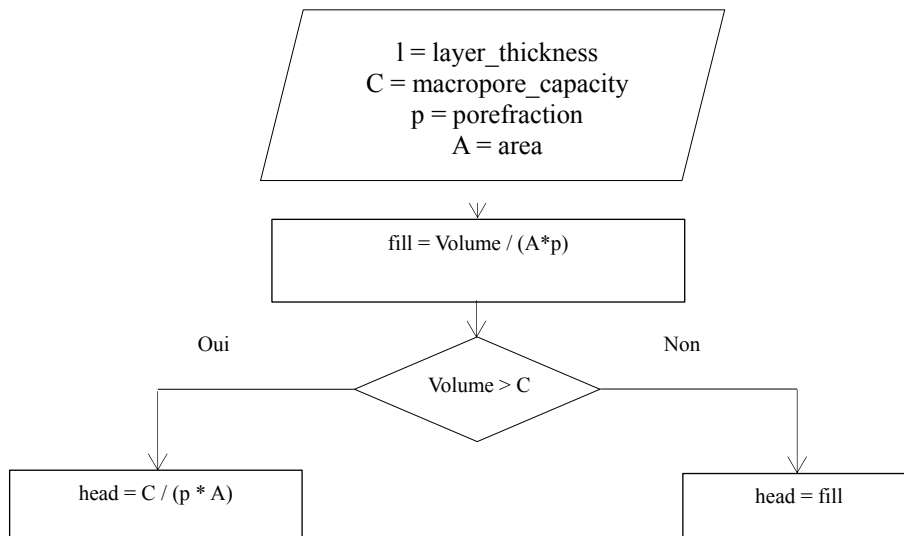 l = layer_thickness
C = macropore_capacity
p = porefraction
A = area
fill = Volume / (A*p)
Oui
Non
Volume > C
head = C / (p * A)
head = fill